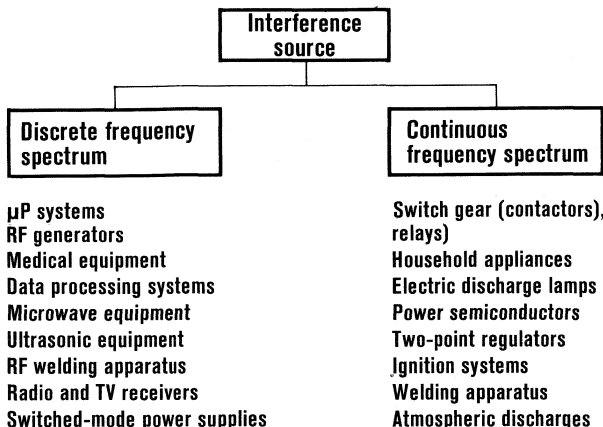 Interference
source
Discrete frequency
spectrum
µP systems
RF generators
Medical equipment
Data processing systems
Microwave equipment
Ultrasonic equipment
RF welding apparatus
Radio and TV receivers
Switched-mode power supplies
Continuous
frequency spectrum
Switch gear (contactors),
relays)
Household appliances
Electric discharge lamps
Power semiconductors
Two-point regulators
Ignition systems
Welding apparatus
Atmospheric discharges